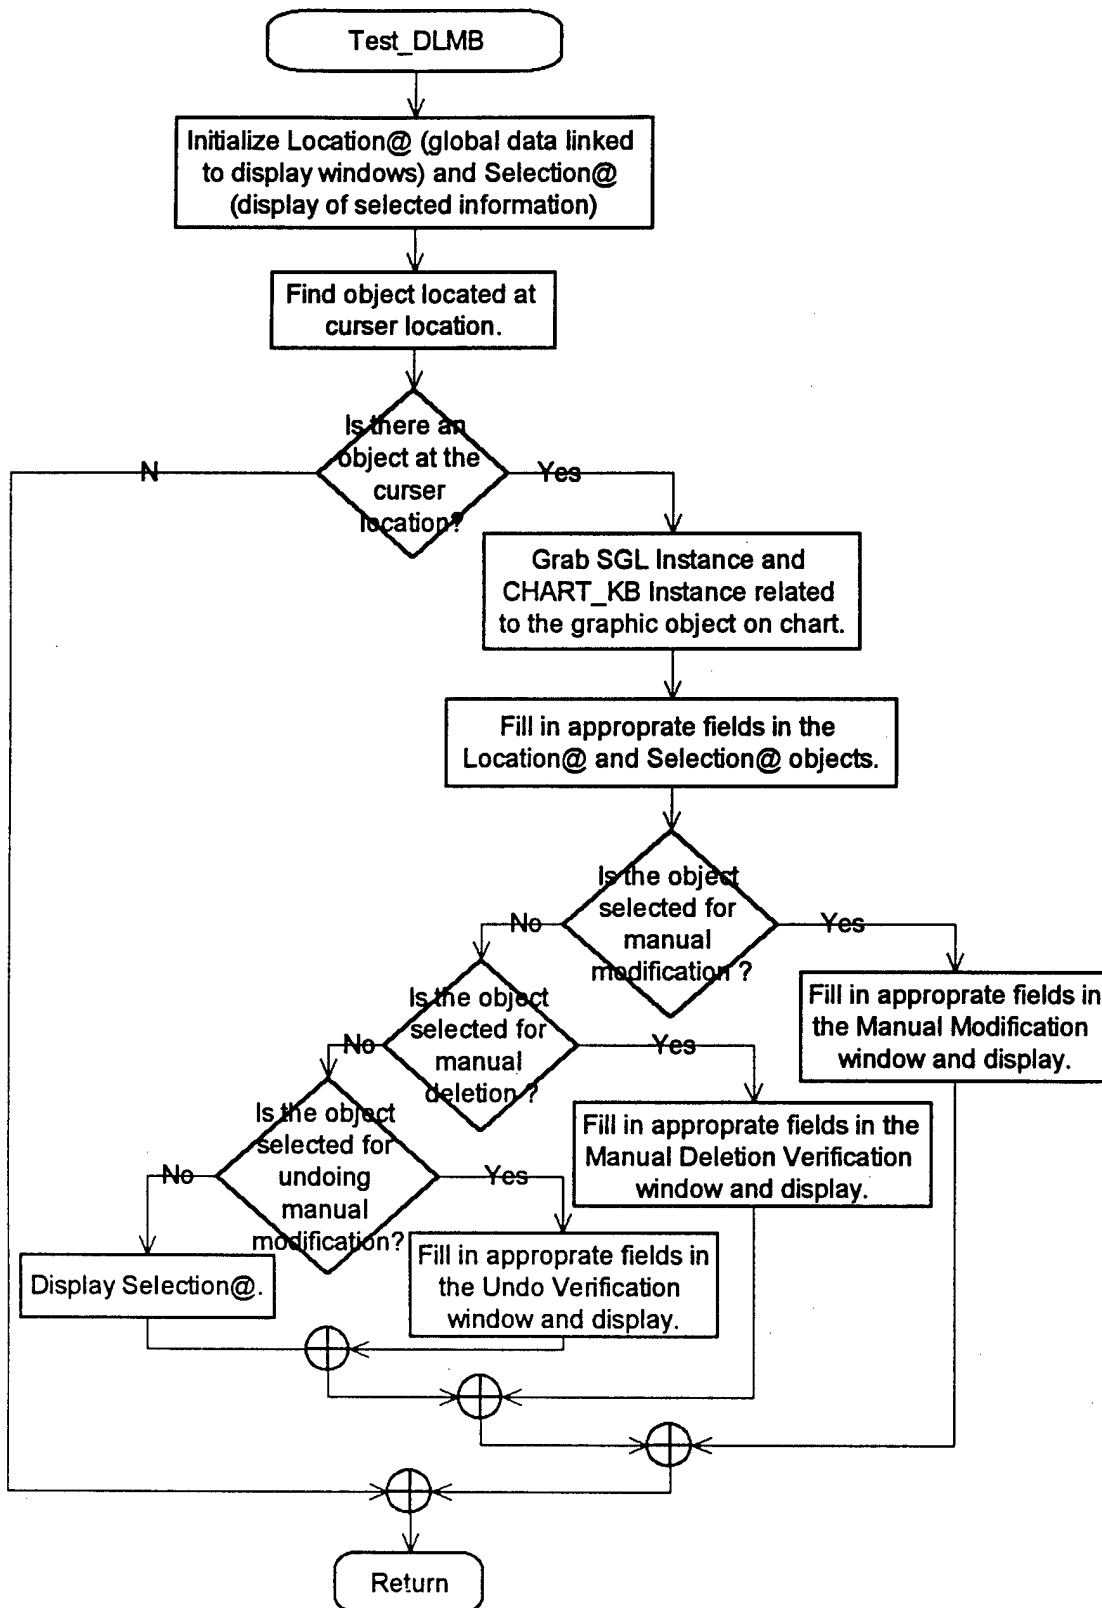 Test_DLMB
Initialize Location@ (global data linked
to display windows) and Selection@
(display of selected information)
Find object located at
curser location.
Is there an
object at the
curser
location?
N
Yes
Grab SGL Instance and
CHART_KB Instance related
to the graphic object on chart.
Fill in approprate fields in the
Location@ and Selection@ objects.
Is the object
selected for
manual
modification ?
No
Yes
Fill in approprate fields in
the Manual Modification
window and display.
Is the object
selected for
manual
deletion ?
No
Yes
Fill in approprate fields in the
Manual Deletion Verification
window and display.
Is the object
selected for
undoing
manual
modification?
No
Yes
Display Selection@.
Fill in approprate fields in
the Undo Verification
window and display.
Return